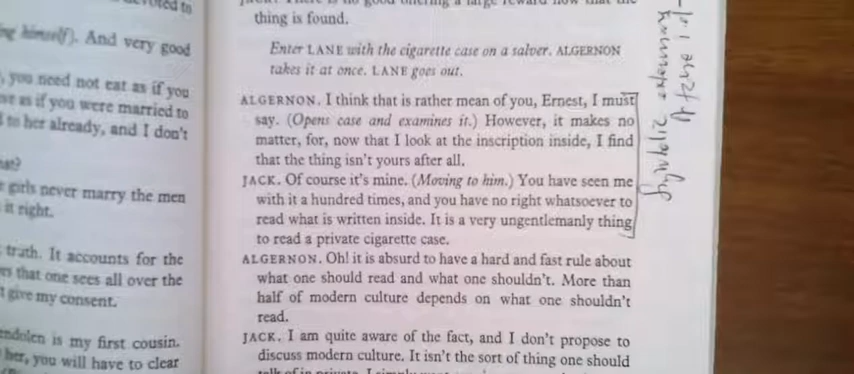 devoted to
ing himself). And very good
, you need not eat as if you
as if you were married to
to her already, and I don't
hat?
girls never marry the men
it right.
truth. It accounts for the
that one sees all over the
give my consent.
is my first cousin.
her, you will have to clear
thing is found.
Enter LANE with the cigarette case on a salver. ALGERNON
takes it at once. LANE goes out.
ALGERNON. I think that is rather mean of you, Ernest, I must
say. (Opens case and examines it.) However, it makes no
matter, for, now that I look at the inscription inside, I find
that the thing isn't yours after all.
JACK. Of course it's mine. (Moving to him.) You have seen me
with it a hundred times, and you have no right whatsoever to
read what is written inside. It is a very ungentlemanly thing
to read a private cigarette case.
ALGERNON. Oh! it is absurd to have a hard and fast rule about
what one should read and what one shouldn't. More than
half of modern culture depends on what one shouldn't
read.
JACK. I am quite aware of the fact, and I don't propose to
discuss modern culture. It isn't the sort of thing one should